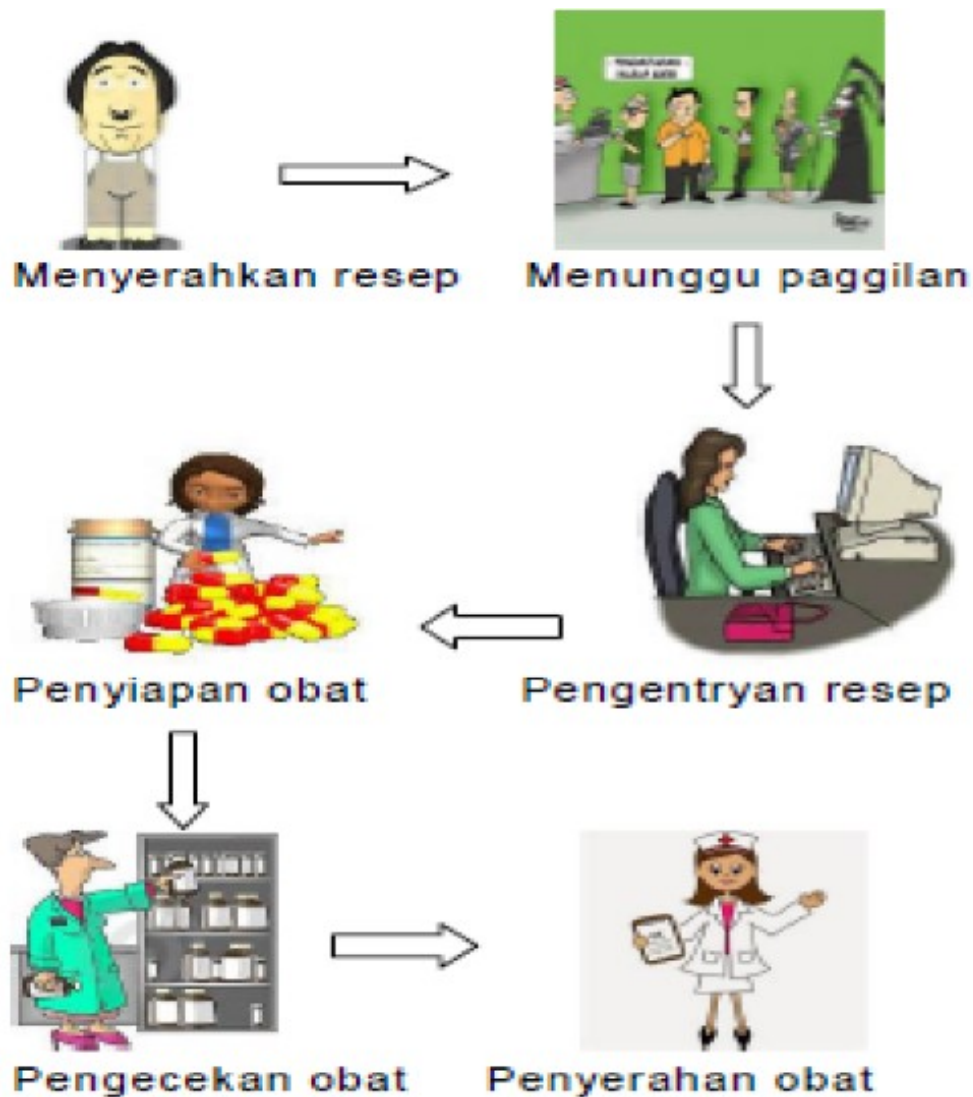 Menyerahkan resep
Menunggu paggilan
Pengentryan resep
Penyiapan obat
Pengecekan obat
Penyerahan obat